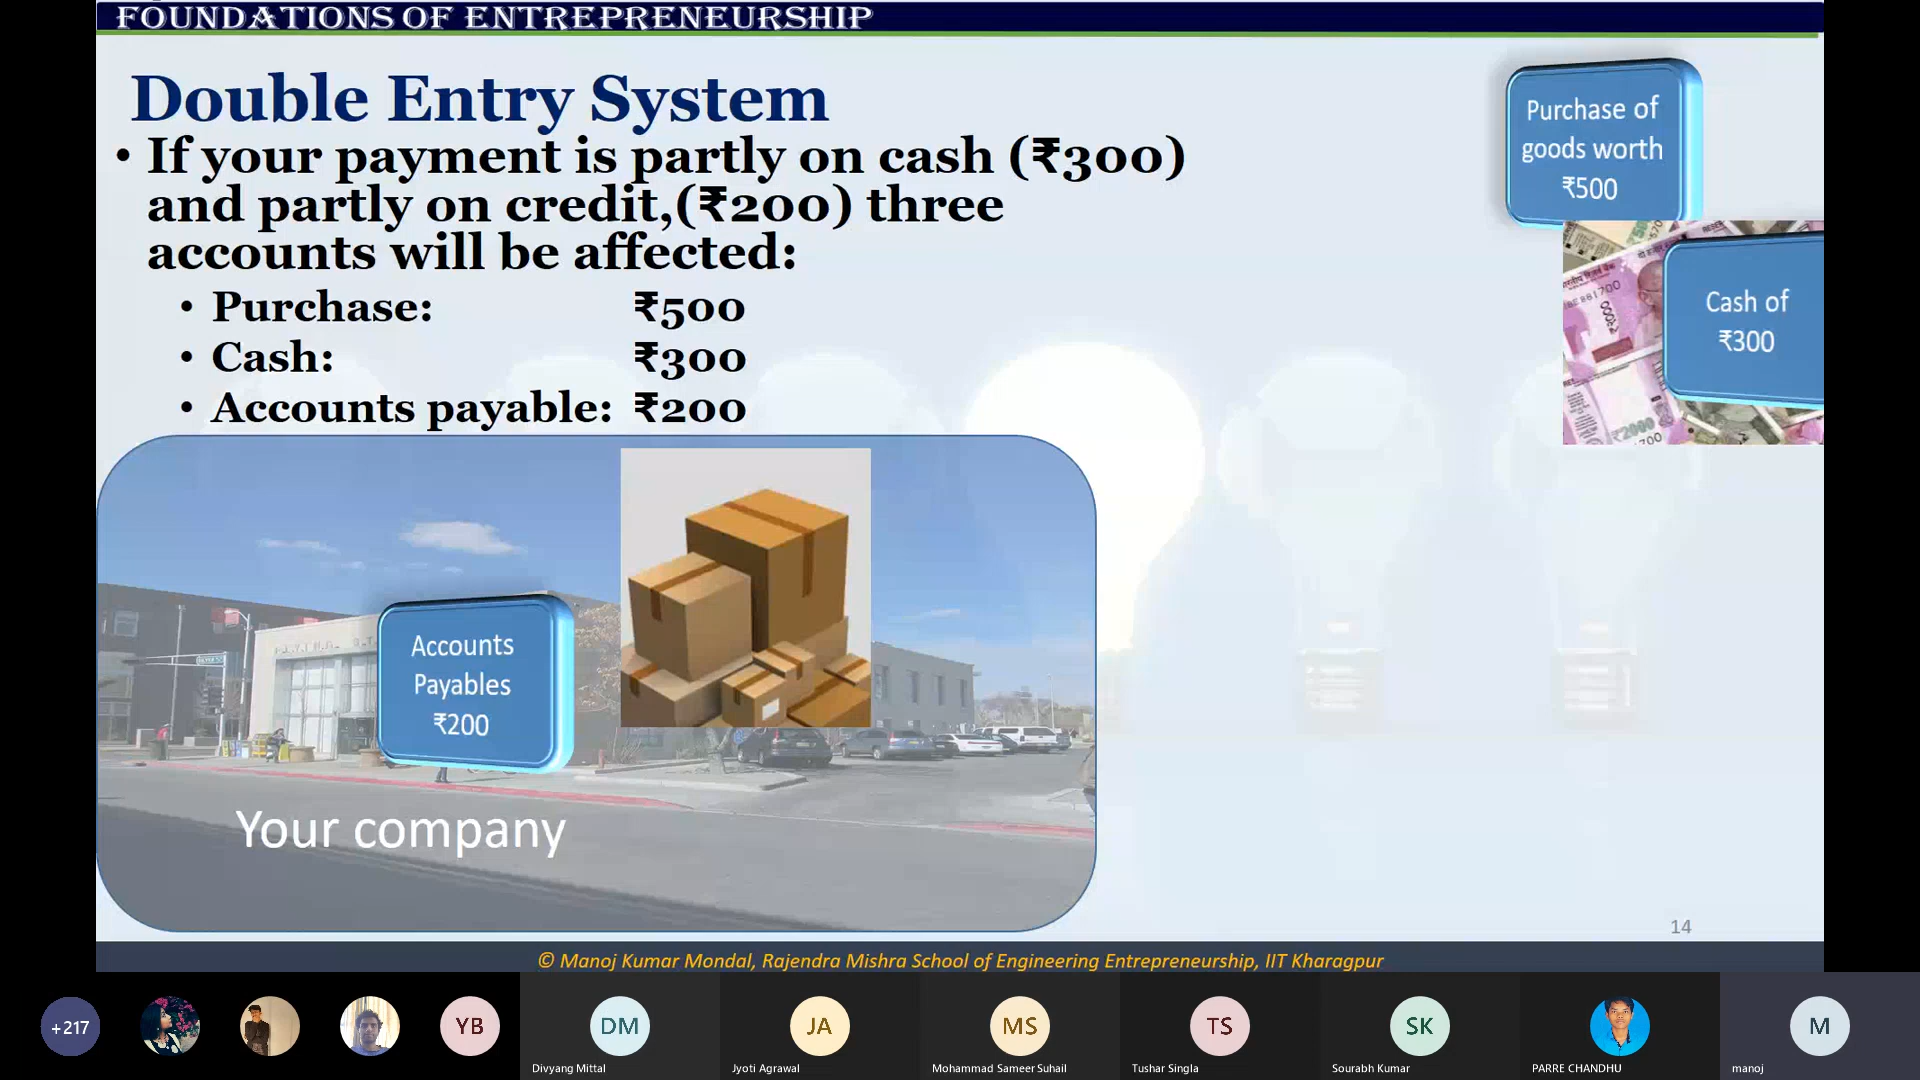 FOUNDATIONS OF ENTREPRENEURSHIP
Double Entry System
• If your payment is partly on cash (₹300)
and partly on credit,(₹200) three
accounts will be affected:
• Purchase: ₹500
• Cash: ₹300
• Accounts payable: ₹200
Purchase of
goods worth
₹500
Cash of
₹300
Accounts
Payables
₹200
Your company
14
© Manoj Kumar Mondal, Rajendra Mishra School of Engineering Entrepreneurship, IIT Kharagpur
+217
YB
DM
Divyang Mittal
JA
Jyoti Agrawal
MS
Mohammad Sameer Suhail
TS
Tushar Singla
SK
Sourabh Kumar
PARRE CHANDHU
M
manoj